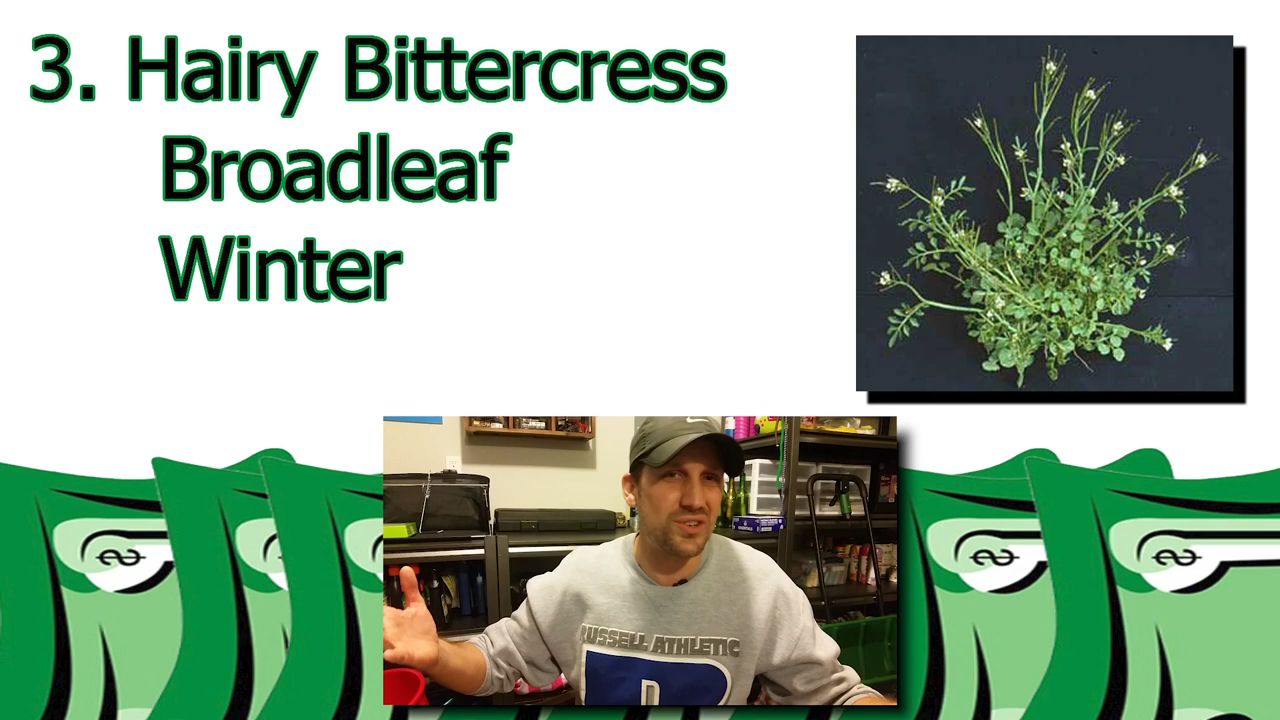 3. Hairy Bittercress
Broadleaf
Winter
RUSSELL ATHLETIC
R